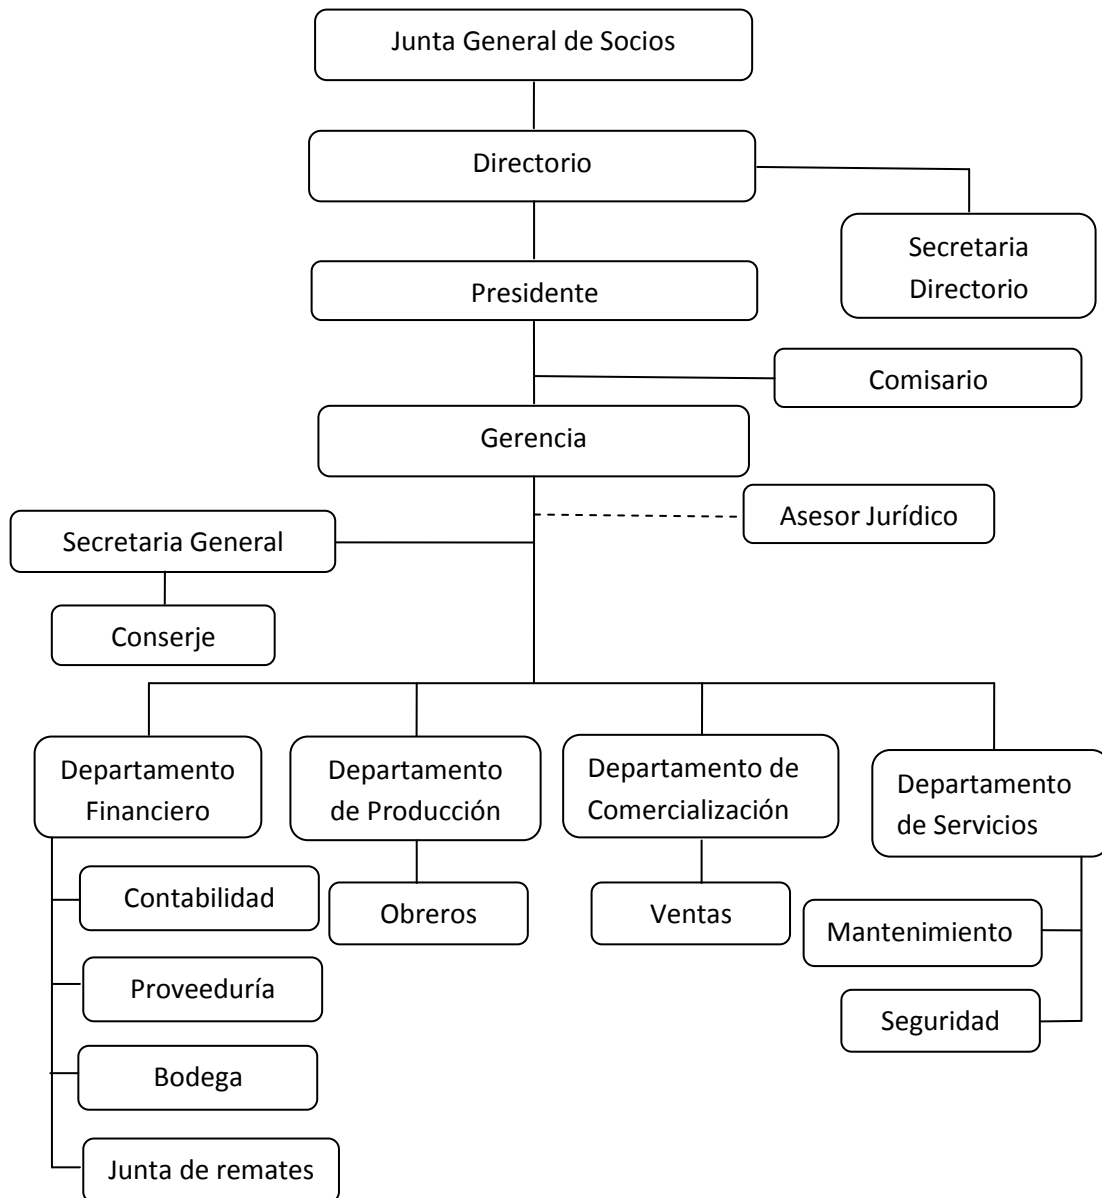 Junta General de Socios
Directorio
Secretaria
Directorio
Presidente
Comisario
Gerencia
Asesor Jurídico
Secretaria General
Conserje
Departamento
Financiero
Departamento
de Producción
Departamento de
Comercialización
Departamento
de Servicios
Contabilidad
Obreros
Ventas
Mantenimiento
Proveeduría
Seguridad
Bodega
Junta de remates